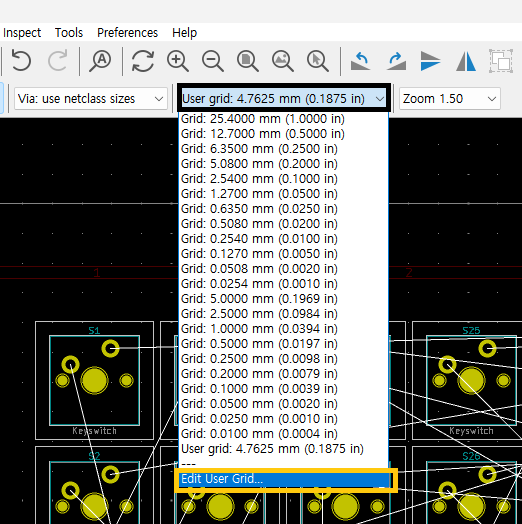 Inspect Tools Preferences Help
Via: use netclass sizes User grid: 4.7625 mm (0.1875 in) Zoom 1.50
Grid: 25.4000 mm (1.0000 in)
Grid: 12.7000 mm (0.5000 in)
Grid: 6.3500 mm (0.2500 in)
Grid: 5.0800 mm (0.2000 in)
Grid: 2.5400 mm (0.1000 in)
Grid: 1.2700 mm (0.0500 in)
Grid: 0.6350 mm (0.0250 in)
Grid: 0.5080 mm (0.0200 in)
Grid: 0.2540 mm (0.0100 in)
Grid: 0.1270 mm (0.0050 in)
Grid: 0.0508 mm (0.0020 in)
Grid: 0.0254 mm (0.0010 in)
Grid: 5.0000 mm (0.1969 in)
Grid: 2.5000 mm (0.0984 in)
Grid: 1.0000 mm (0.0394 in)
Grid: 0.5000 mm (0.0197 in)
Grid: 0.2500 mm (0.0098 in)
Grid: 0.2000 mm (0.0079 in)
Grid: 0.1000 mm (0.0039 in)
Grid: 0.0500 mm (0.0020 in)
Grid: 0.0250 mm (0.0010 in)
Grid: 0.0100 mm (0.0004 in)
User grid: 4.7625 mm (0.1875 in)
---
Edit User Grid...
1 2
S1 S25
Keyswitch Keyswitch
S2 S26